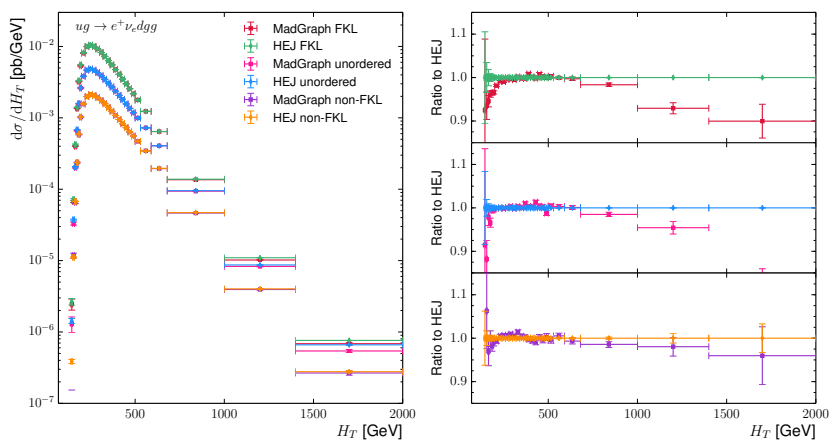 ug → e⁺νₑdgg
MadGraph FKL
HEJ FKL
MadGraph unordered
HEJ unordered
MadGraph non-FKL
HEJ non-FKL
dσ/dH_T [pb/GeV]
10⁻²
10⁻³
10⁻⁴
10⁻⁵
10⁻⁶
10⁻⁷
0 500 1000 1500 2000
H_T [GeV]
Ratio to HEJ
1.1
1.0
0.9
Ratio to HEJ
1.1
1.0
0.9
Ratio to HEJ
1.1
1.0
0.9
500 1000 1500 2000
H_T [GeV]